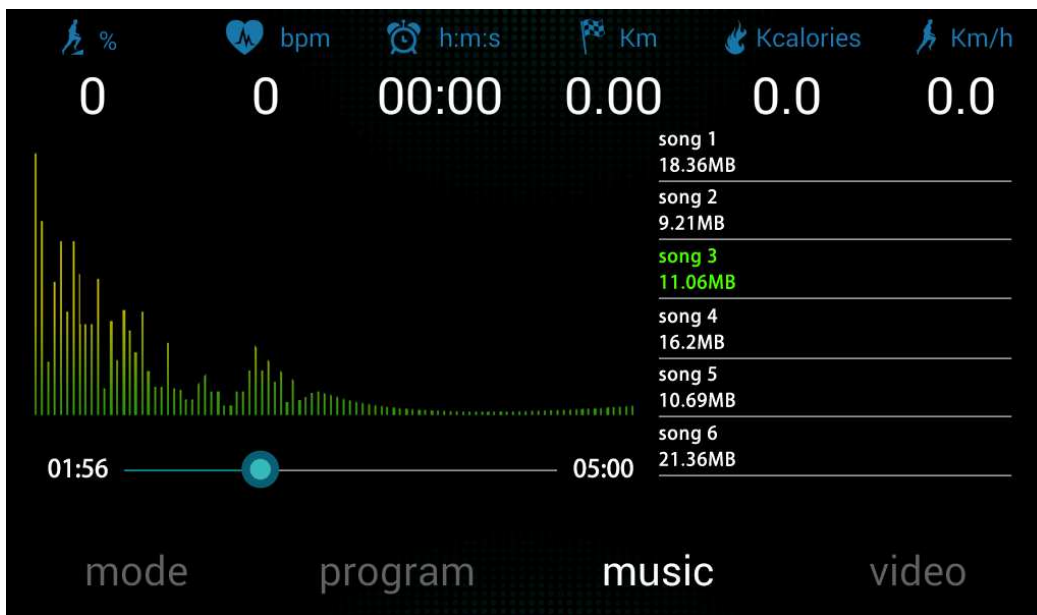 % bpm h:m:s Km Kcalories Km/h
0 0 00:00 0.00 0.0 0.0
song 1
18.36MB
song 2
9.21MB
song 3
11.06MB
song 4
16.2MB
song 5
10.69MB
song 6
21.36MB
01:56 05:00
mode program music video